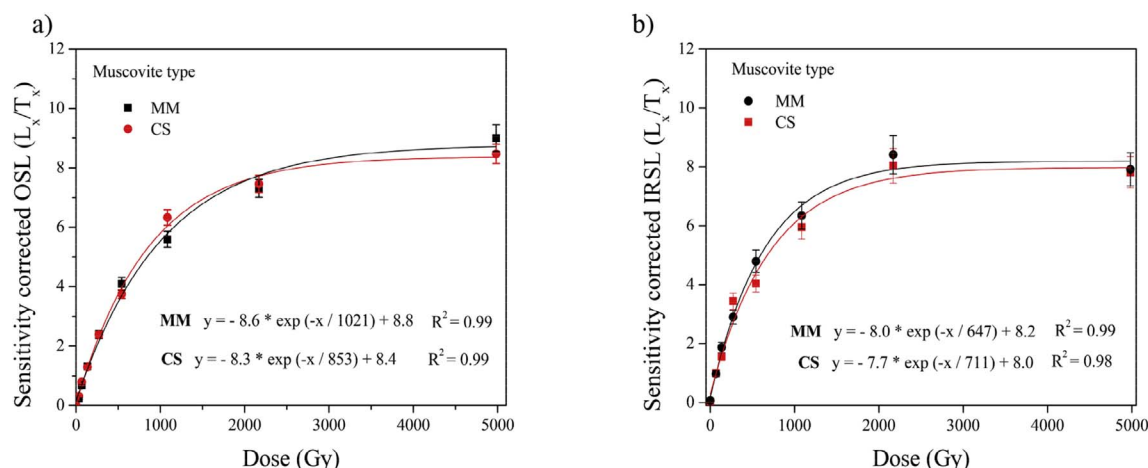 a)
Sensitivity corrected OSL (Lₓ/Tₓ)
12
10
8
6
4
2
0
Muscovite type
MM
CS
MM y = - 8.6 * exp (-x / 1021) + 8.8 R² = 0.99
CS y = - 8.3 * exp (-x / 853) + 8.4 R² = 0.99
0 1000 2000 3000 4000 5000
Dose (Gy)
b)
Sensitivity corrected IRSL (Lₓ/Tₓ)
12
10
8
6
4
2
0
Muscovite type
MM
CS
MM y = - 8.0 * exp (-x / 647) + 8.2 R² = 0.99
CS y = - 7.7 * exp (-x / 711) + 8.0 R² = 0.98
0 1000 2000 3000 4000 5000
Dose (Gy)